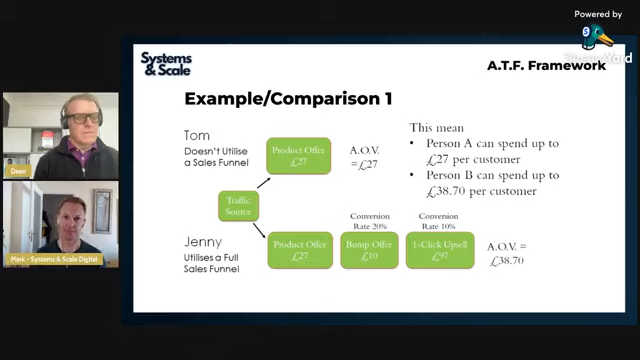 Powered by
StreamYard
Systems
& Scale
A.T.F. Framework
Example/Comparison 1
Tom
Doesn't Utilise
a Sales Funnel
Product Offer
£27
A.O.V.
=£27
This mean
• Person A can spend up to
£27 per customer
• Person B can spend up to
£38.70 per customer
Traffic
Source
Jenny
Utilises a Full
Sales Funnel
Product Offer
£27
Conversion
Rate 20%
Bump Offer
£10
Conversion
Rate 10%
1-Click Upsell
£97
A.O.V. =
£38.70
Dean
Mark - Systems & Scale Digital